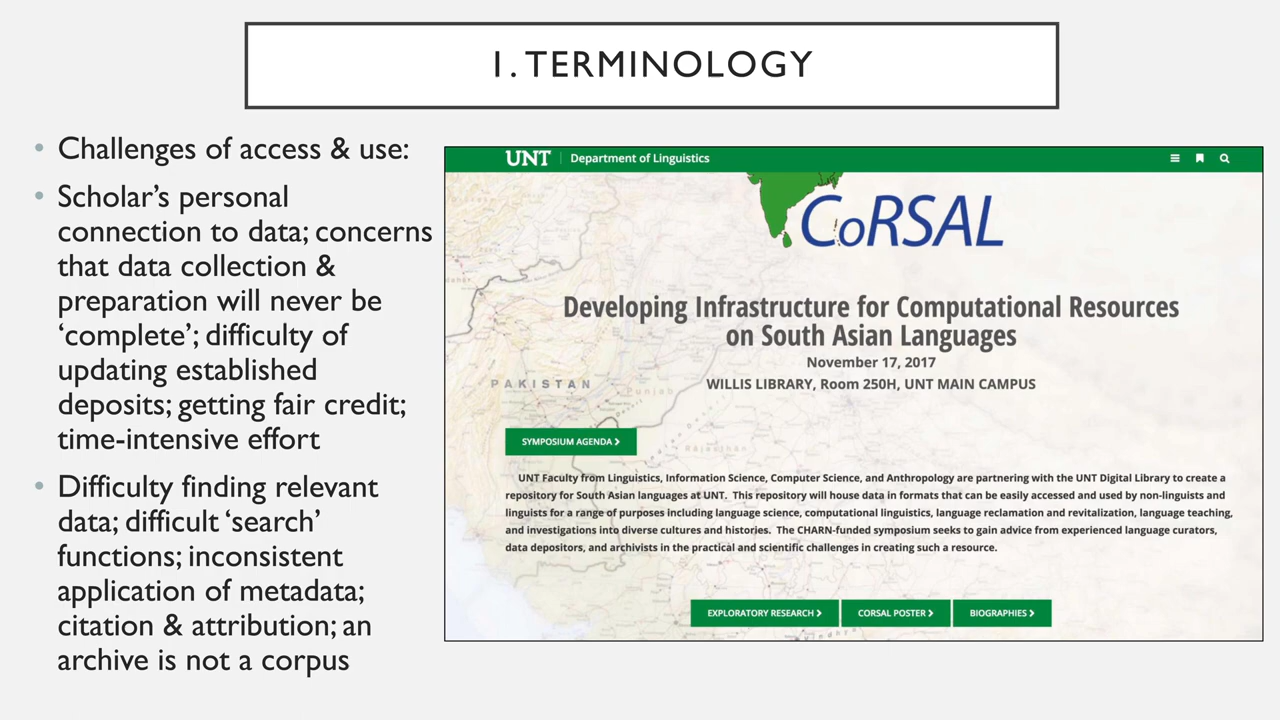 1. TERMINOLOGY
• Challenges of access & use:
• Scholar’s personal
connection to data; concerns
that data collection &
preparation will never be
‘complete’; difficulty of
updating established
deposits; getting fair credit;
time-intensive effort
• Difficulty finding relevant
data; difficult ‘search’
functions; inconsistent
application of metadata;
citation & attribution; an
archive is not a corpus
UNT | Department of Linguistics
CoRSAL
Developing Infrastructure for Computational Resources
on South Asian Languages
November 17, 2017
WILLIS LIBRARY, Room 250H, UNT MAIN CAMPUS
PAKISTAN
Punjab
Rajasthan
SYMPOSIUM AGENDA >
UNT Faculty from Linguistics, Information Science, Computer Science, and Anthropology are partnering with the UNT Digital Library to create a
repository for South Asian languages at UNT. This repository will house data in formats that can be easily accessed and used by non-linguists and
linguists for a range of purposes including language science, computational linguistics, language reclamation and revitalization, language teaching,
and investigations into diverse cultures and histories. The CHARN-funded symposium seeks to gain advice from experienced language curators,
data depositors, and archivists in the practical and scientific challenges in creating such a resource.
EXPLORATORY RESEARCH > CORSAL POSTER > BIOGRAPHIES >